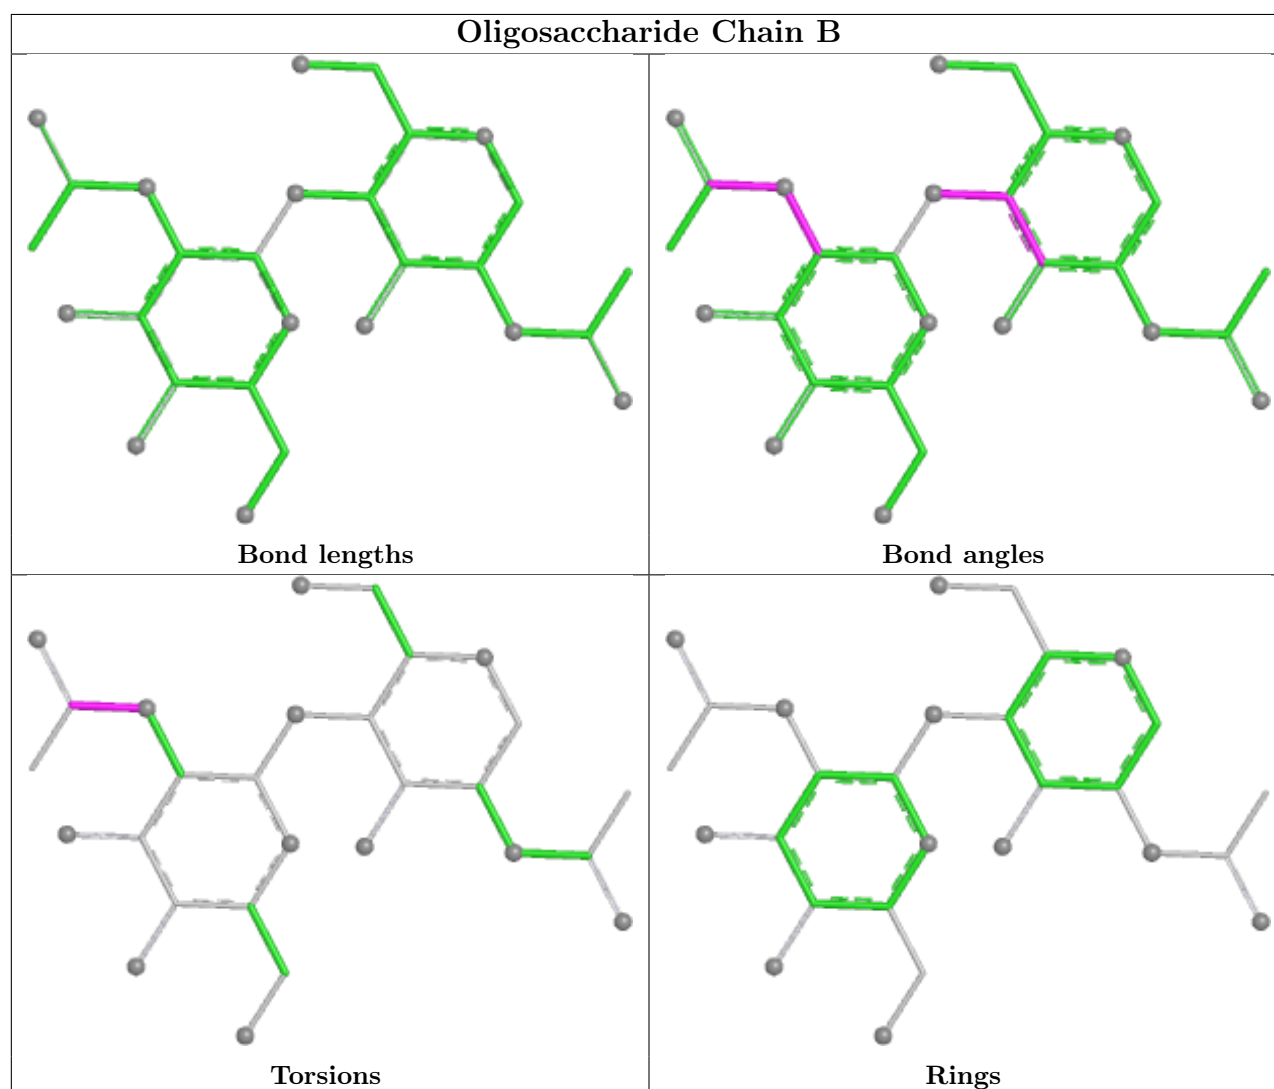 Oligosaccharide Chain B
Bond lengths
Bond angles
Torsions
Rings